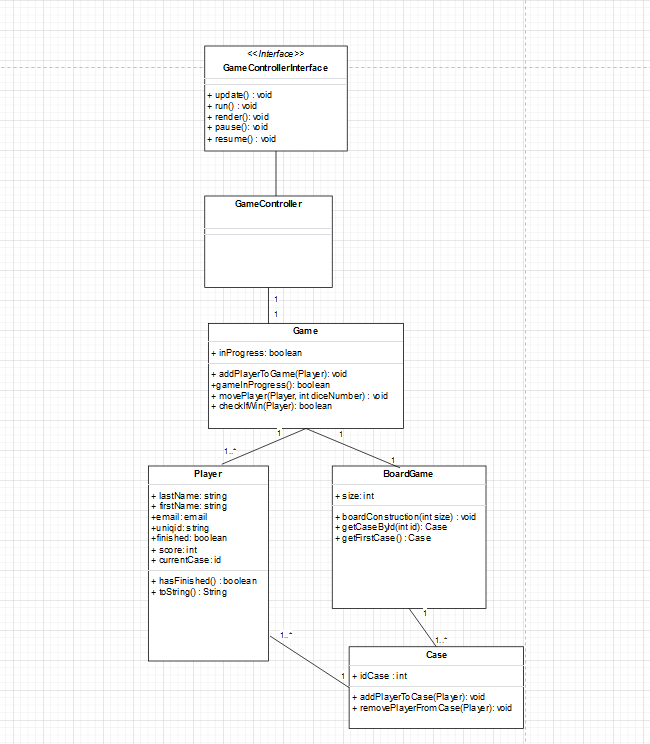 <<Interface>>
GameControllerInterface
+ update() : void
+ run() : void
+ render(): void
+ pause(): void
+ resume() : void
GameController
1
1
Game
+ inProgress: boolean
+ addPlayerToGame(Player): void
+gameInProgress(): boolean
+ movePlayer(Player, int diceNumber) : void
+ checkIfWin(Player): boolean
1
1
1..*
1
Player
+ lastName: string
+ firstName: string
+email: email
+uniqid: string
+finished: boolean
+ score: int
+ currentCase: id
+ hasFinished() : boolean
+ toString() : String
BoardGame
+ size: int
+ boardConstruction(int size) : void
+ getCaseById(int id): Case
+ getFirstCase() : Case
1
1..*
1..*
1
Case
+ idCase : int
+ addPlayerToCase(Player): void
+ removePlayerFromCase(Player): void